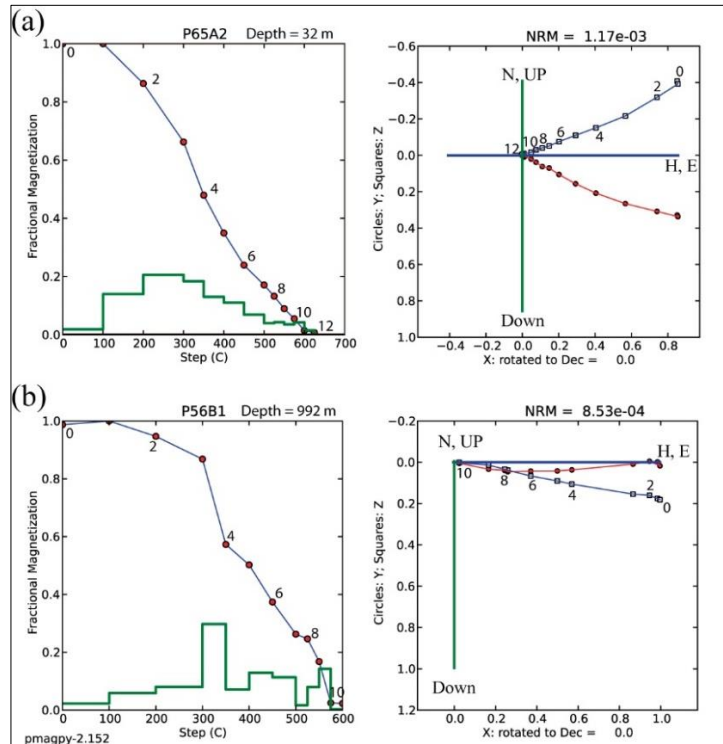 (a)
P65A2 Depth = 32 m
1.0
0.8
0.6
0.4
0.2
0.0
Fractional Magnetization
0
2
4
6
8
10
12
0 100 200 300 400 500 600 700
Step (C)
NRM = 1.17e-03
−0.6
−0.4
−0.2
0.0
0.2
0.4
0.6
0.8
1.0
Circles: Y; Squares: Z
N, UP
0
2
4
6
8
10
12
H, E
Down
−0.4 −0.2 0.0 0.2 0.4 0.6 0.8
X: rotated to Dec = 0.0
(b)
P56B1 Depth = 992 m
1.0
0.8
0.6
0.4
0.2
0.0
Fractional Magnetization
0
2
4
6
8
10
0 100 200 300 400 500 600
Step (C)
pmagpy-2.152
NRM = 8.53e-04
−0.2
0.0
0.2
0.4
0.6
0.8
1.0
1.2
Circles: Y; Squares: Z
N, UP
H, E
10
8
6
4
2
0
Down
0.0 0.2 0.4 0.6 0.8 1.0
X: rotated to Dec = 0.0